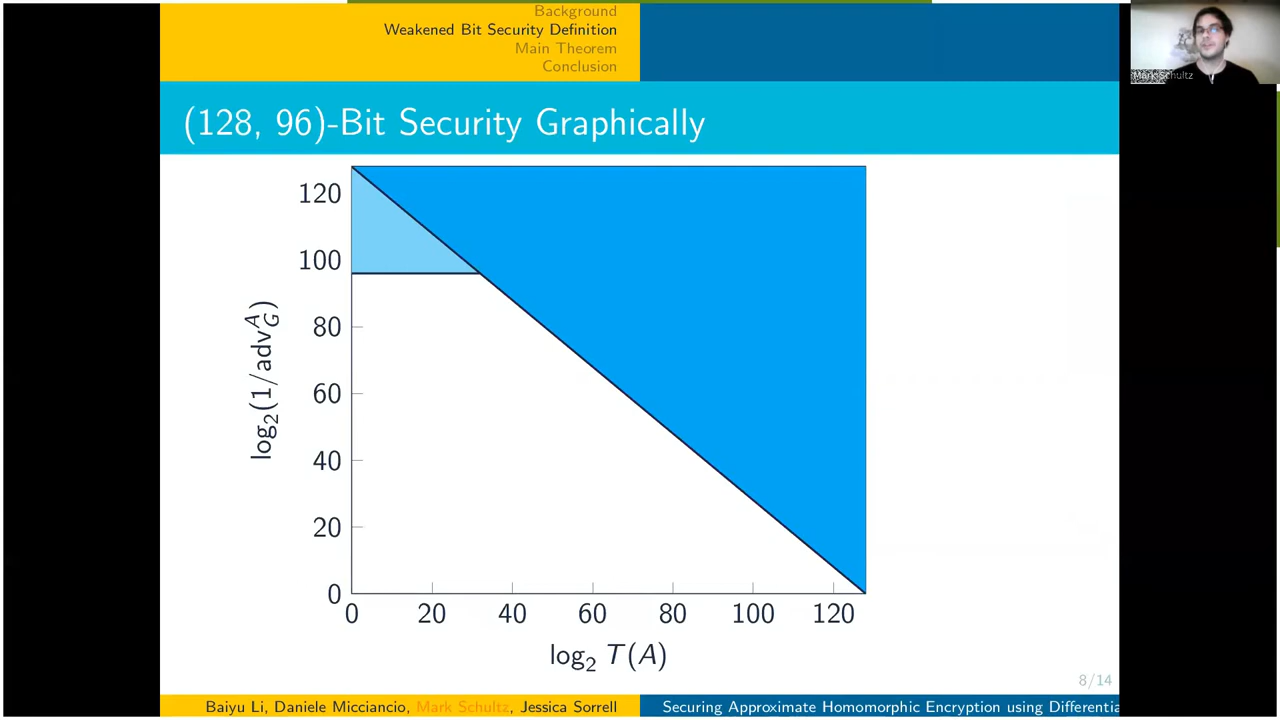 Background
Weakened Bit Security Definition
Main Theorem
Conclusion
Mark Schultz
(128, 96)-Bit Security Graphically
120
100
80
60
40
20
0
log₂(1/adv_G^A)
0 20 40 60 80 100 120
log₂ T(A)
8/14
Baiyu Li, Daniele Micciancio, Mark Schultz, Jessica Sorrell
Securing Approximate Homomorphic Encryption using Differentia